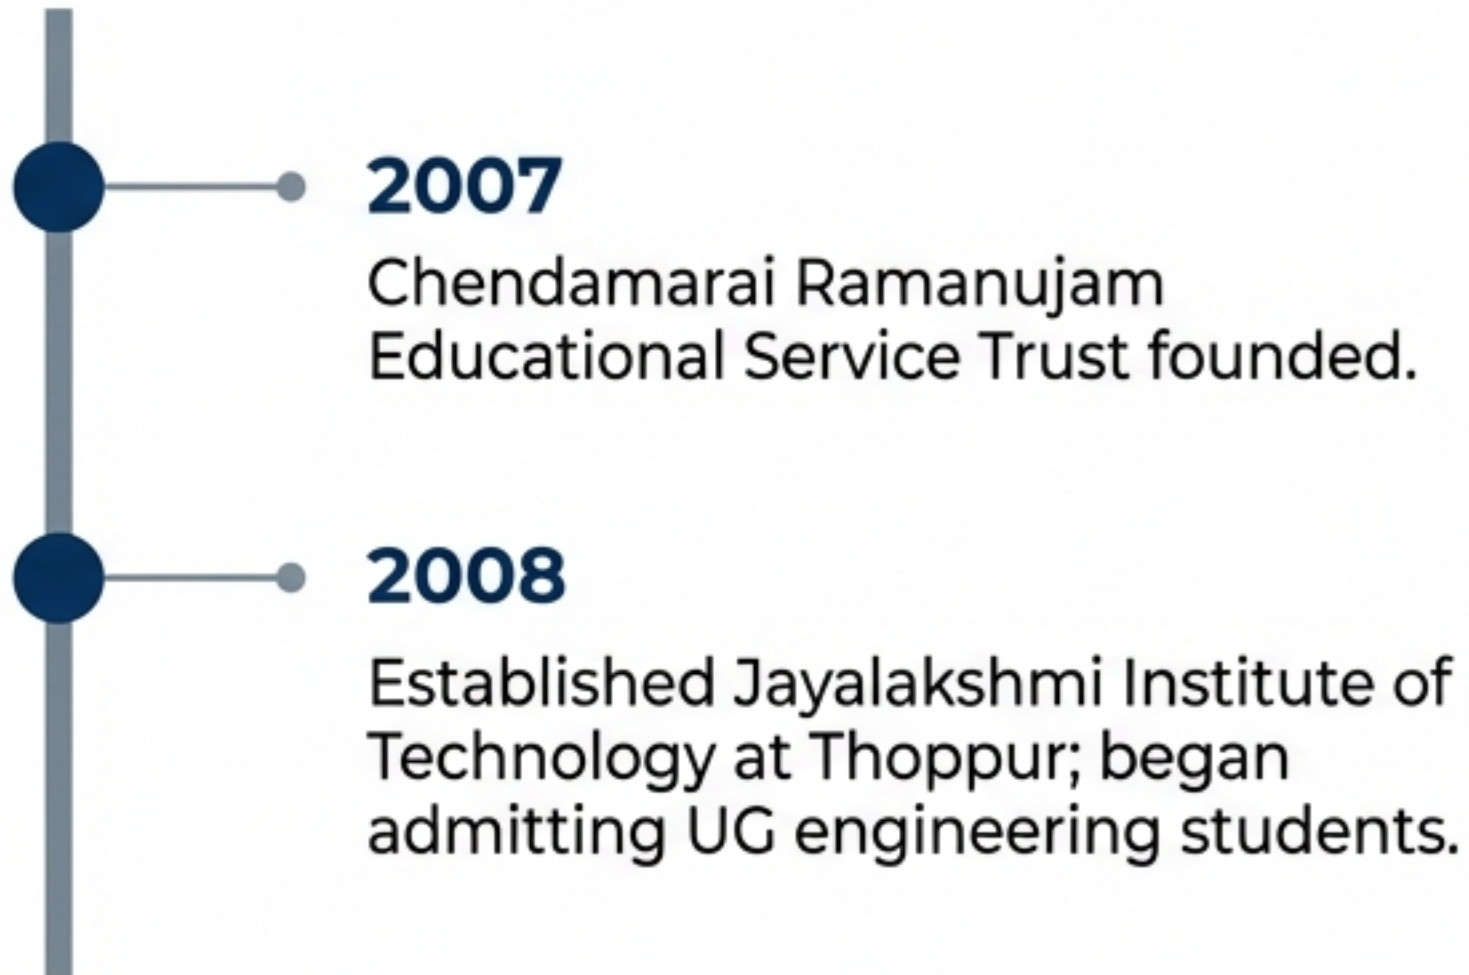 2007
Chendamarai Ramanujam
Educational Service Trust founded.
2008
Established Jayalakshmi Institute of
Technology at Thoppur; began
admitting UG engineering students.